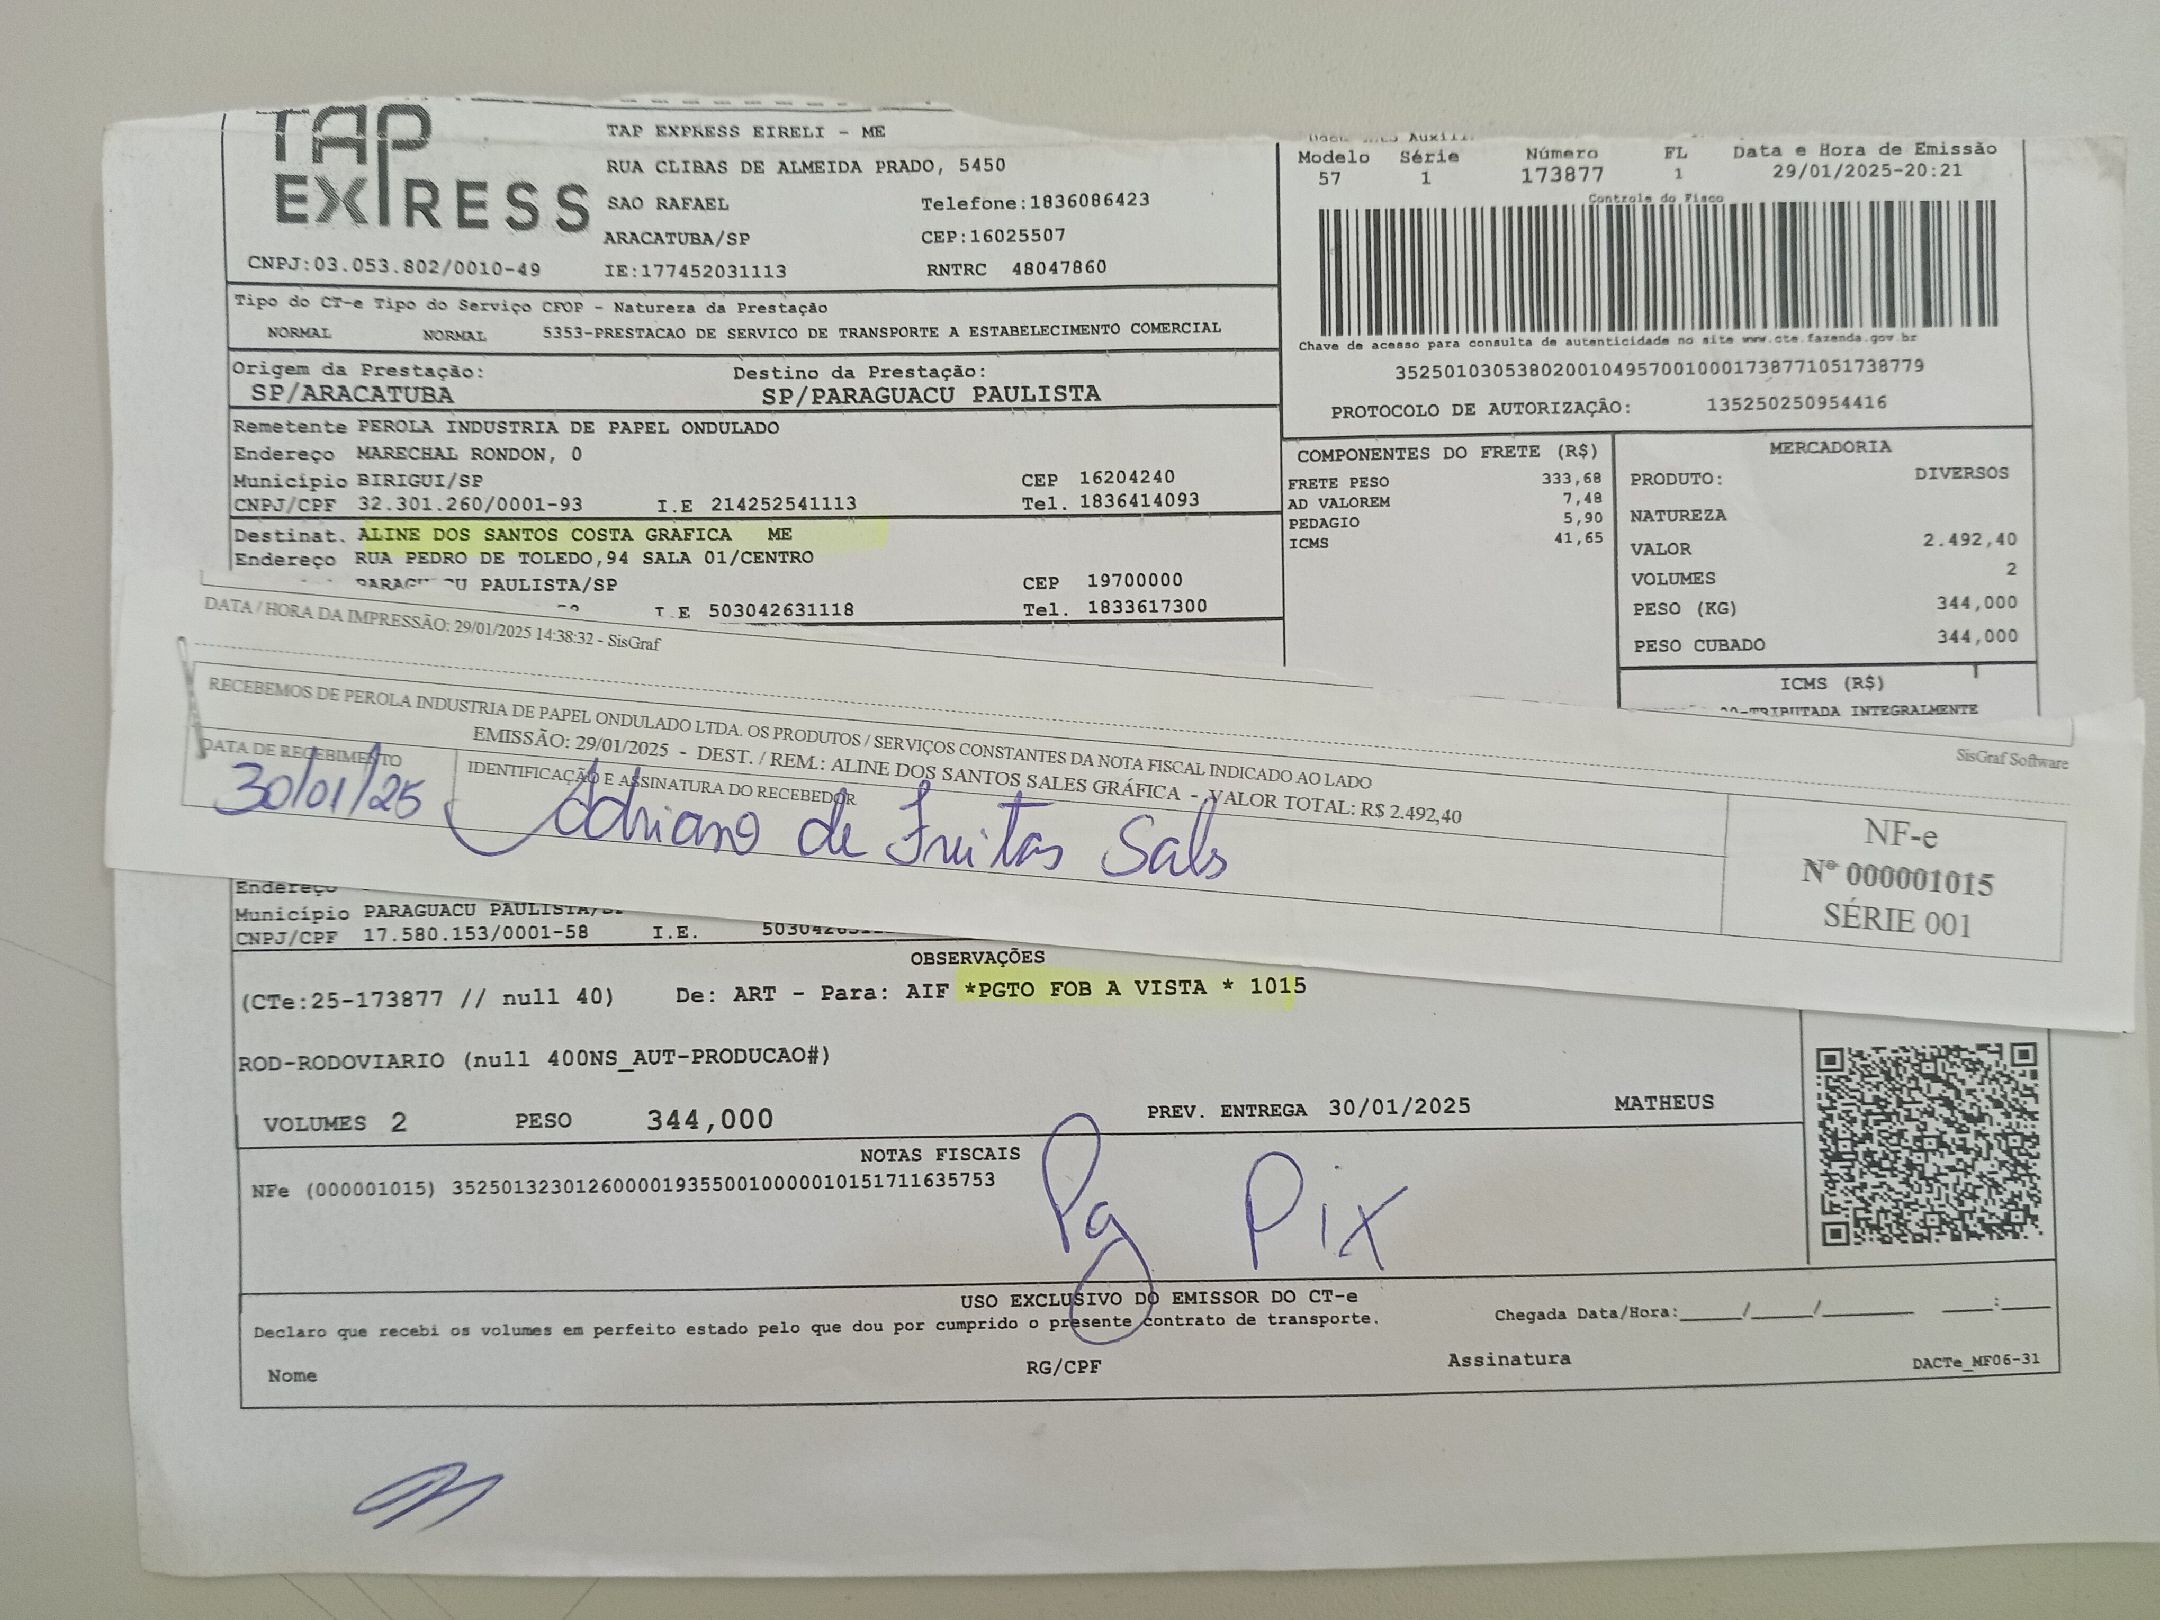 TAP EXPRESS
TAP EXPRESS EIRELI - ME
RUA CLIBAS DE ALMEIDA PRADO, 5450
SAO RAFAEL Telefone:1836086423
ARACATUBA/SP CEP:16025507
CNPJ:03.053.802/0010-49 IE:177452031113 RNTRC 48047860
Modelo Série Número FL Data e Hora de Emissão
57 1 173877 1 29/01/2025-20:21
Controle do Fisco
Chave de acesso para consulta de autenticidade no site www.cte.fazenda.gov.br
35250103053802001049570010001738771051738779
PROTOCOLO DE AUTORIZAÇÃO: 135250250954416
Tipo do CT-e Tipo do Serviço CFOP - Natureza da Prestação
NORMAL NORMAL 5353-PRESTACAO DE SERVICO DE TRANSPORTE A ESTABELECIMENTO COMERCIAL
Origem da Prestação: Destino da Prestação:
SP/ARACATUBA SP/PARAGUACU PAULISTA
Remetente PEROLA INDUSTRIA DE PAPEL ONDULADO
Endereço MARECHAL RONDON, 0
Município BIRIGUI/SP CEP 16204240
CNPJ/CPF 32.301.260/0001-93 I.E 214252541113 Tel. 1836414093
Destinat. ALINE DOS SANTOS COSTA GRAFICA ME
Endereço RUA PEDRO DE TOLEDO,94 SALA 01/CENTRO
PAULISTA/SP CEP 19700000
I.E 503042631118 Tel. 1833617300
COMPONENTES DO FRETE (R$)
FRETE PESO 333,68
AD VALOREM 7,48
PEDAGIO 5,90
ICMS 41,65
MERCADORIA
PRODUTO: DIVERSOS
NATUREZA
VALOR 2.492,40
VOLUMES 2
PESO (KG) 344,000
PESO CUBADO 344,000
ICMS (R$)
INTEGRALMENTE
DATA / HORA DA IMPRESSÃO: 29/01/2025 14:38:32 - SisGraf
SisGraf Software
RECEBEMOS DE PEROLA INDUSTRIA DE PAPEL ONDULADO LTDA. OS PRODUTOS / SERVIÇOS CONSTANTES DA NOTA FISCAL INDICADO AO LADO
EMISSÃO: 29/01/2025 - DEST. / REM.: ALINE DOS SANTOS SALES GRÁFICA - VALOR TOTAL: R$ 2.492,40
DATA DE RECEBIMENTO IDENTIFICAÇÃO E ASSINATURA DO RECEBEDOR
30/01/25 Adriano de Freitas Sales
NF-e
Nº 000001015
SÉRIE 001
Endereço
Município PARAGUACU PAULISTA
CNPJ/CPF 17.580.153/0001-58 I.E.
OBSERVAÇÕES
(CTe:25-173877 // null 40) De: ART - Para: AIF *PGTO FOB A VISTA * 1015
ROD-RODOVIARIO (null 400NS_AUT-PRODUCAO#)
VOLUMES 2 PESO 344,000 PREV. ENTREGA 30/01/2025 MATHEUS
NOTAS FISCAIS
NFe (000001015) 35250132301260000193550010000010151711635753
Pg Pix
USO EXCLUSIVO DO EMISSOR DO CT-e
Declaro que recebi os volumes em perfeito estado pelo que dou por cumprido o presente contrato de transporte. Chegada Data/Hora:____/____/______ ___:___
Nome RG/CPF Assinatura DACTe_MF06-31